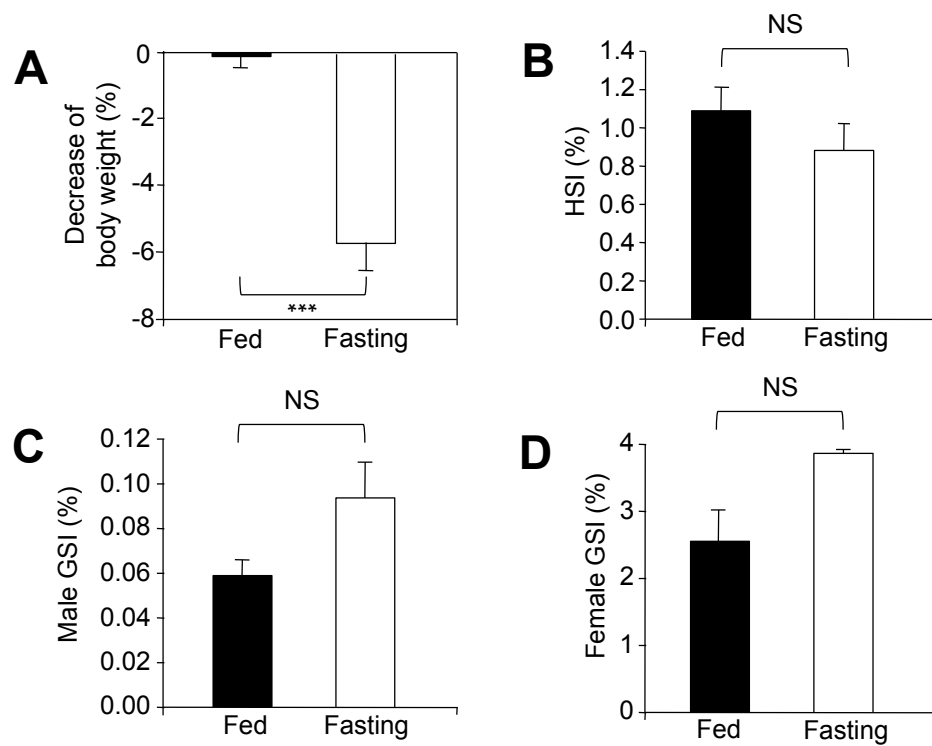 A
Decrease of
body weight (%)
0
-2
-4
-6
-8
***
Fed Fasting
B
NS
HSI (%)
1.4
1.2
1.0
0.8
0.6
0.4
0.2
0.0
Fed Fasting
C
NS
Male GSI (%)
0.12
0.10
0.08
0.06
0.04
0.02
0.00
Fed Fasting
D
NS
Female GSI (%)
4
3
2
1
0
Fed Fasting